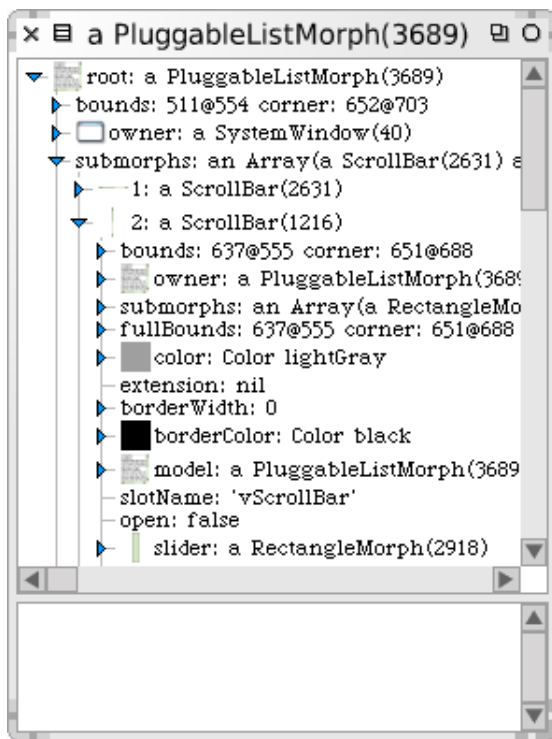 a PluggableListMorph(3689)
root: a PluggableListMorph(3689)
bounds: 511@554 corner: 652@703
owner: a SystemWindow(40)
submorphs: an Array(a ScrollBar(2631) a
1: a ScrollBar(2631)
2: a ScrollBar(1216)
bounds: 637@555 corner: 651@688
owner: a PluggableListMorph(3689
submorphs: an Array(a RectangleMo
fullBounds: 637@555 corner: 651@688
color: Color lightGray
extension: nil
borderWidth: 0
borderColor: Color black
model: a PluggableListMorph(3689
slotName: 'vScrollBar'
open: false
slider: a RectangleMorph(2918)